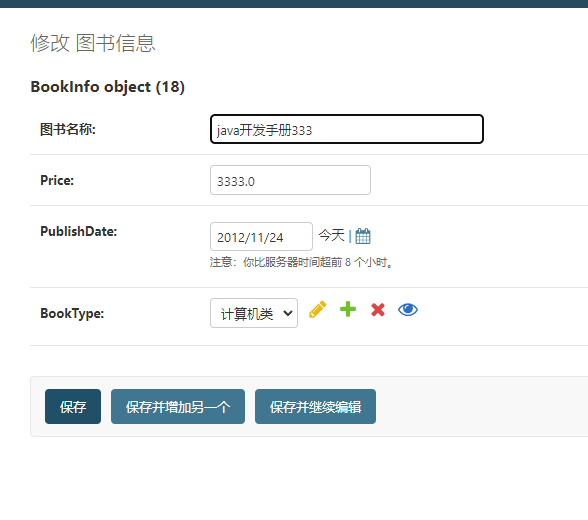 修改 图书信息
BookInfo object (18)
图书名称: java开发手册333
Price: 3333.0
PublishDate: 2012/11/24 今天 |
注意：你比服务器时间超前 8 个小时。
BookType: 计算机类
保存 保存并增加另一个 保存并继续编辑